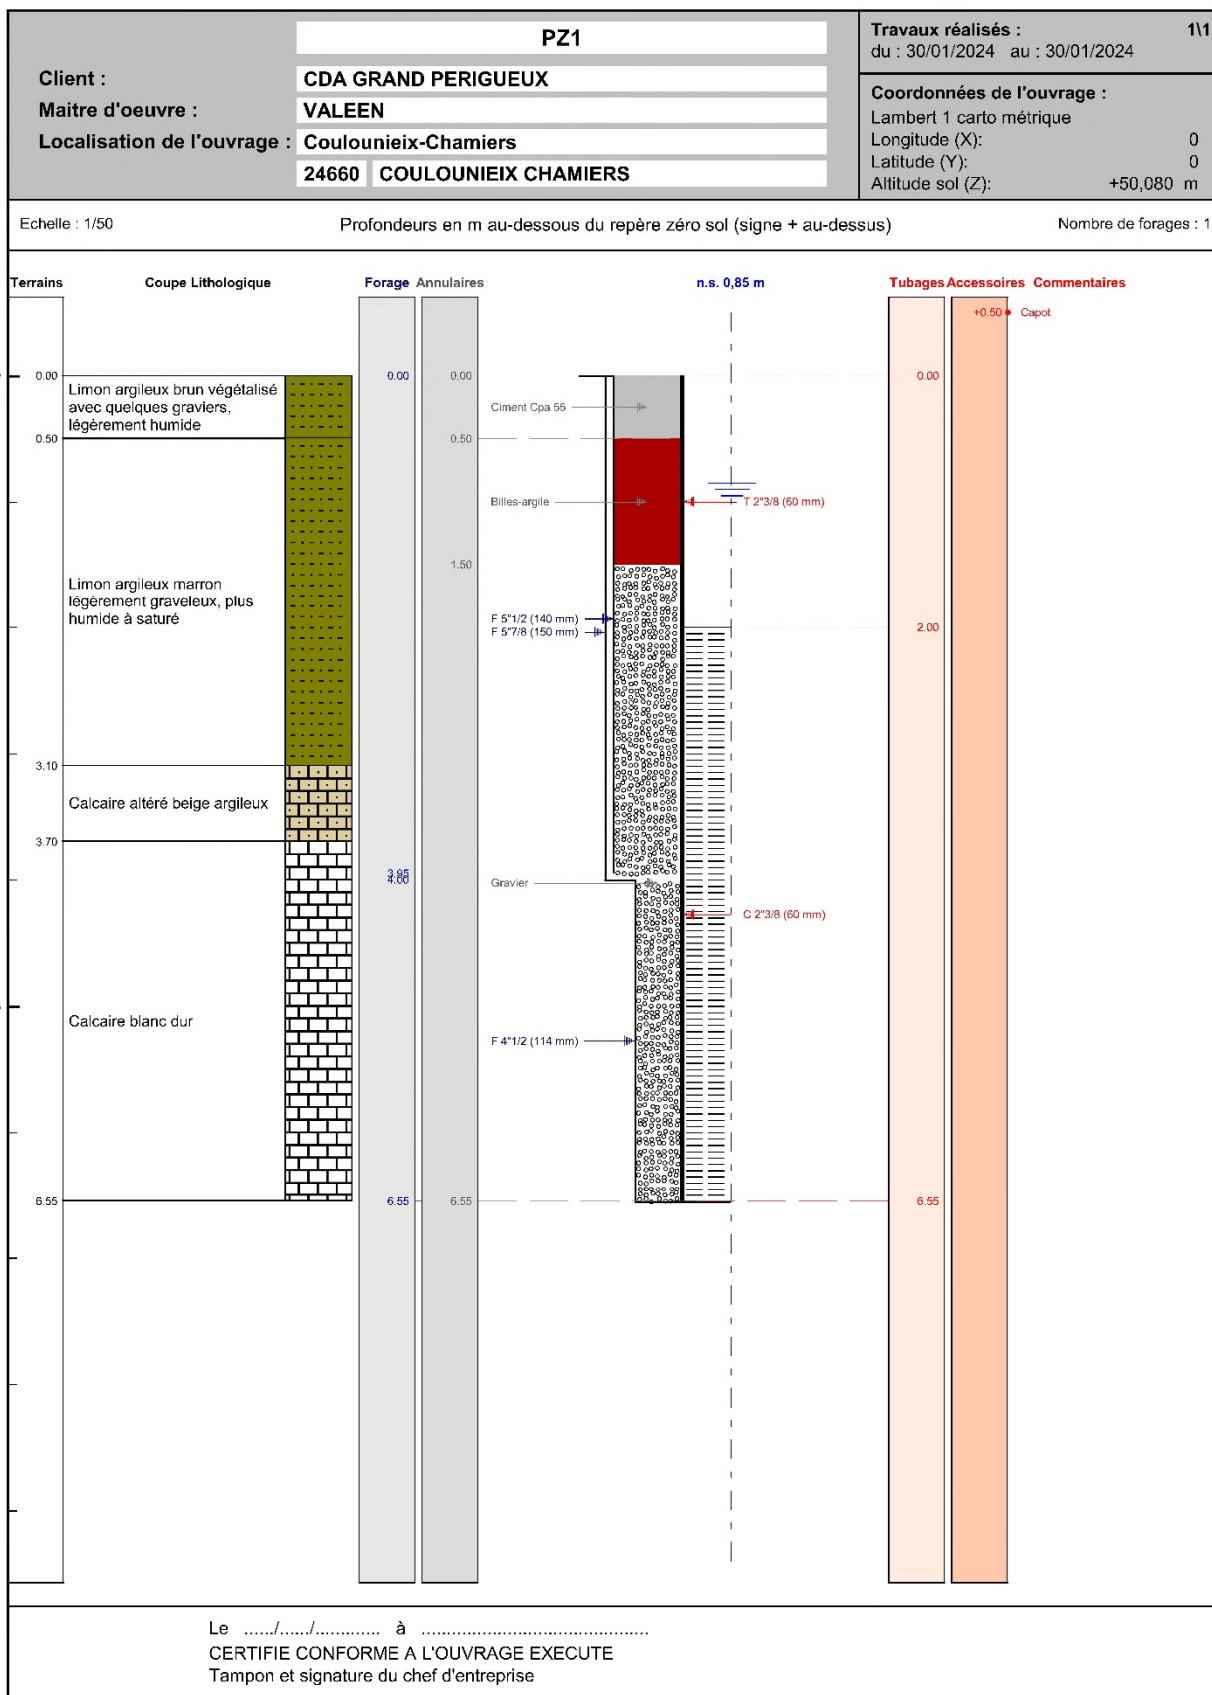 PZ1
Client :
CDA GRAND PERIGUEUX
Maitre d'oeuvre :
VALEEN
Localisation de l'ouvrage :
Coulounieix-Chamiers
24660 COULOUNIEIX CHAMIERS
Travaux réalisés : 1\1
du : 30/01/2024 au : 30/01/2024
Coordonnées de l'ouvrage :
Lambert 1 carto métrique
Longitude (X): 0
Latitude (Y): 0
Altitude sol (Z): +50,080 m
Echelle : 1/50
Profondeurs en m au-dessous du repère zéro sol (signe + au-dessus)
Nombre de forages : 1
Terrains
Coupe Lithologique
Forage
Annulaires
n.s. 0,85 m
Tubages
Accessoires
Commentaires
+0.50 Capot
0.00
Limon argileux brun végétalisé
avec quelques graviers,
légèrement humide
0.00
0.00
0.00
Ciment Cpa 55
0.50
0.50
Billes-argile
T 2"3/8 (60 mm)
1.50
Limon argileux marron
légèrement graveleux, plus
humide à saturé
F 5"1/2 (140 mm)
F 5"7/8 (150 mm)
2.00
3.10
Calcaire altéré beige argileux
3.70
3.95
4.00
Gravier
C 2"3/8 (60 mm)
Calcaire blanc dur
F 4"1/2 (114 mm)
6.55
6.55
6.55
6.55
Le ....../....../............. à .............................................
CERTIFIE CONFORME A L'OUVRAGE EXECUTE
Tampon et signature du chef d'entreprise